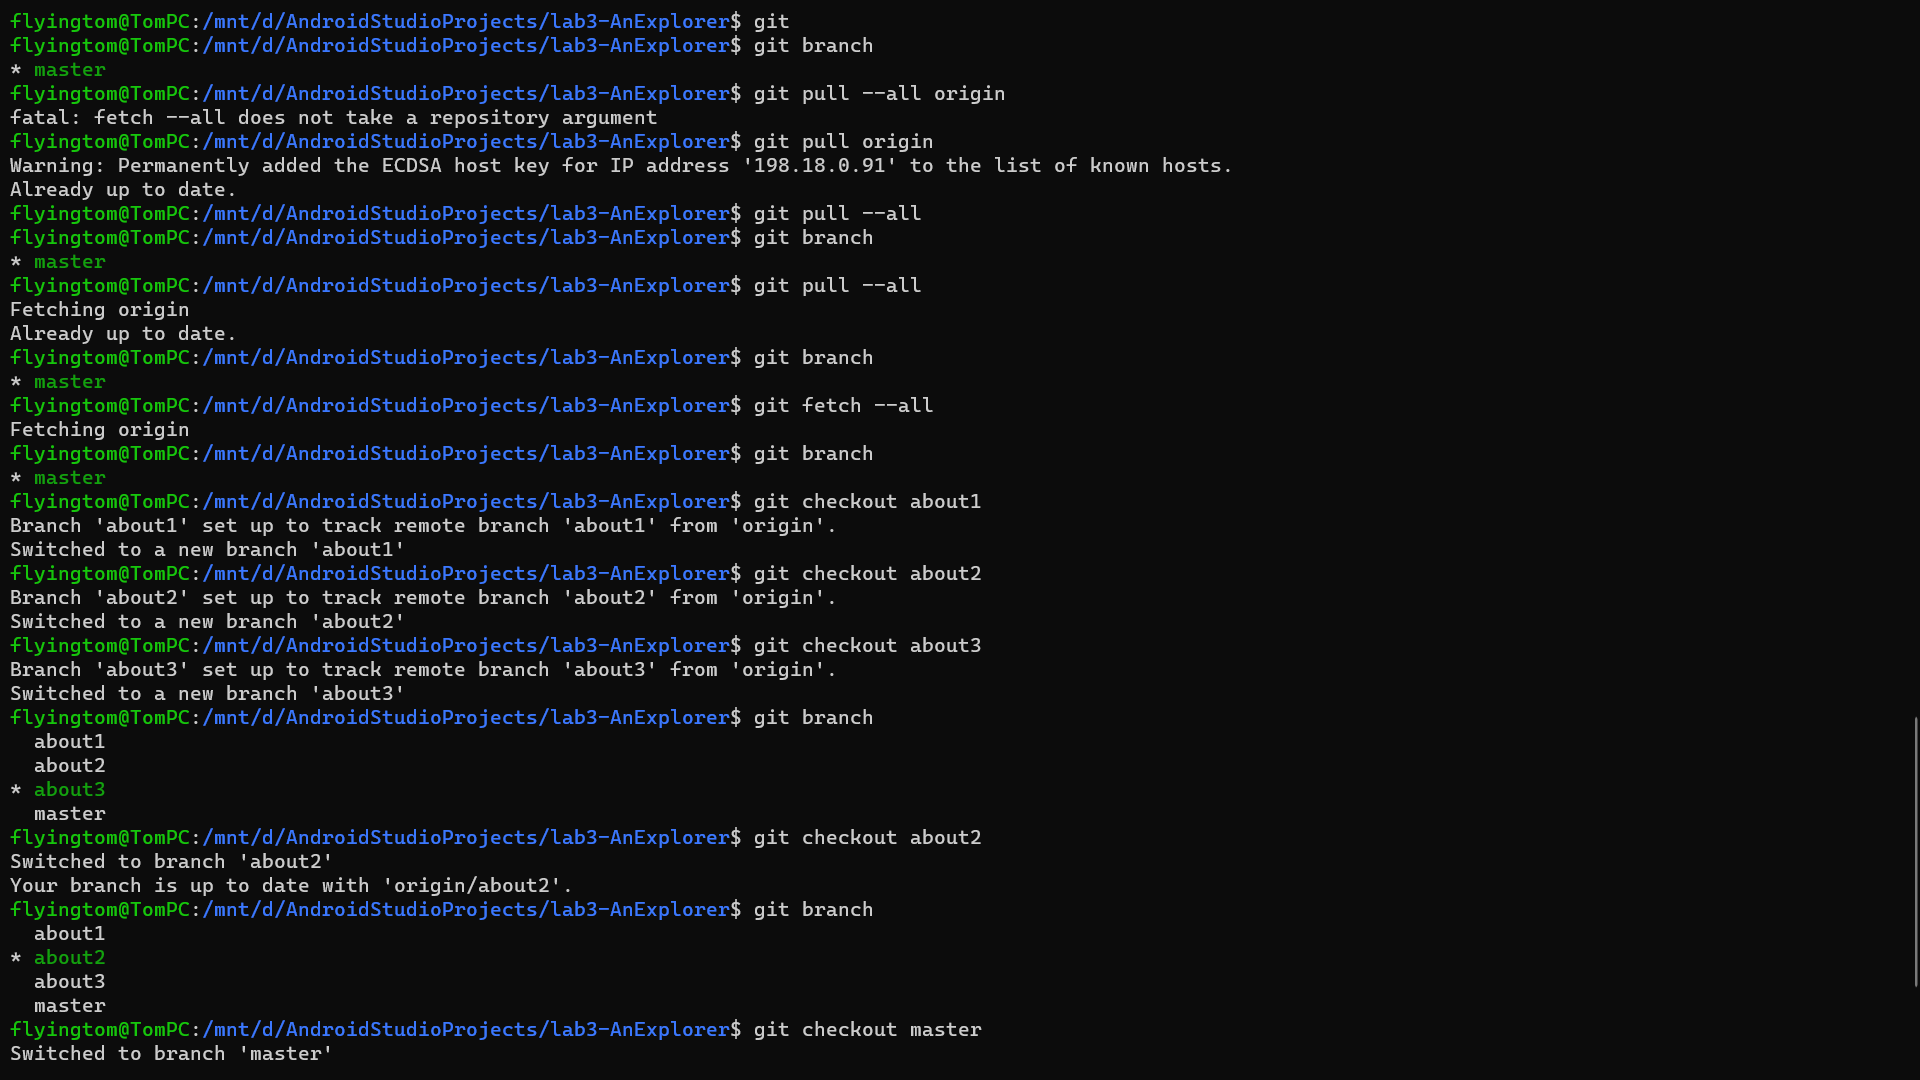 flyingtom@TomPC:/mnt/d/AndroidStudioProjects/lab3-AnExplorer$ git
flyingtom@TomPC:/mnt/d/AndroidStudioProjects/lab3-AnExplorer$ git branch
* master
flyingtom@TomPC:/mnt/d/AndroidStudioProjects/lab3-AnExplorer$ git pull --all origin
fatal: fetch --all does not take a repository argument
flyingtom@TomPC:/mnt/d/AndroidStudioProjects/lab3-AnExplorer$ git pull origin
Warning: Permanently added the ECDSA host key for IP address '198.18.0.91' to the list of known hosts.
Already up to date.
flyingtom@TomPC:/mnt/d/AndroidStudioProjects/lab3-AnExplorer$ git pull --all
flyingtom@TomPC:/mnt/d/AndroidStudioProjects/lab3-AnExplorer$ git branch
* master
flyingtom@TomPC:/mnt/d/AndroidStudioProjects/lab3-AnExplorer$ git pull --all
Fetching origin
Already up to date.
flyingtom@TomPC:/mnt/d/AndroidStudioProjects/lab3-AnExplorer$ git branch
* master
flyingtom@TomPC:/mnt/d/AndroidStudioProjects/lab3-AnExplorer$ git fetch --all
Fetching origin
flyingtom@TomPC:/mnt/d/AndroidStudioProjects/lab3-AnExplorer$ git branch
* master
flyingtom@TomPC:/mnt/d/AndroidStudioProjects/lab3-AnExplorer$ git checkout about1
Branch 'about1' set up to track remote branch 'about1' from 'origin'.
Switched to a new branch 'about1'
flyingtom@TomPC:/mnt/d/AndroidStudioProjects/lab3-AnExplorer$ git checkout about2
Branch 'about2' set up to track remote branch 'about2' from 'origin'.
Switched to a new branch 'about2'
flyingtom@TomPC:/mnt/d/AndroidStudioProjects/lab3-AnExplorer$ git checkout about3
Branch 'about3' set up to track remote branch 'about3' from 'origin'.
Switched to a new branch 'about3'
flyingtom@TomPC:/mnt/d/AndroidStudioProjects/lab3-AnExplorer$ git branch
  about1
  about2
* about3
  master
flyingtom@TomPC:/mnt/d/AndroidStudioProjects/lab3-AnExplorer$ git checkout about2
Switched to branch 'about2'
Your branch is up to date with 'origin/about2'.
flyingtom@TomPC:/mnt/d/AndroidStudioProjects/lab3-AnExplorer$ git branch
  about1
* about2
  about3
  master
flyingtom@TomPC:/mnt/d/AndroidStudioProjects/lab3-AnExplorer$ git checkout master
Switched to branch 'master'